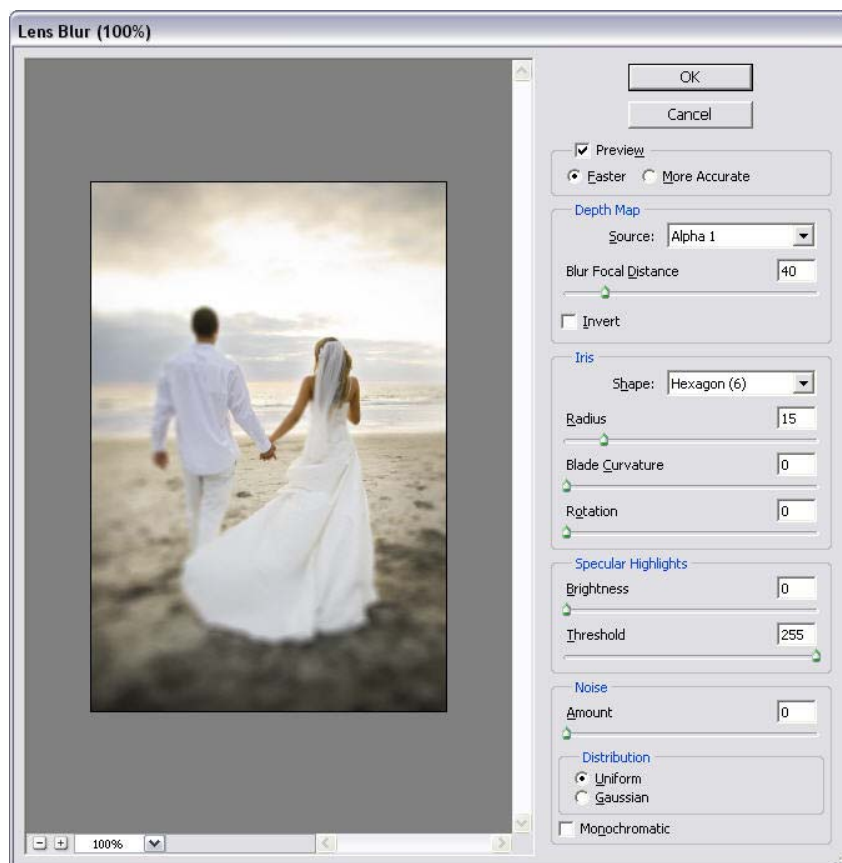 Lens Blur (100%)
OK
Cancel
Preview
Faster
More Accurate
Depth Map
Source:
Alpha 1
Blur Focal Distance
40
Invert
Iris
Shape:
Hexagon (6)
Radius
15
Blade Curvature
0
Rotation
0
Specular Highlights
Brightness
0
Threshold
255
Noise
Amount
0
Distribution
Uniform
Gaussian
Monochromatic
100%